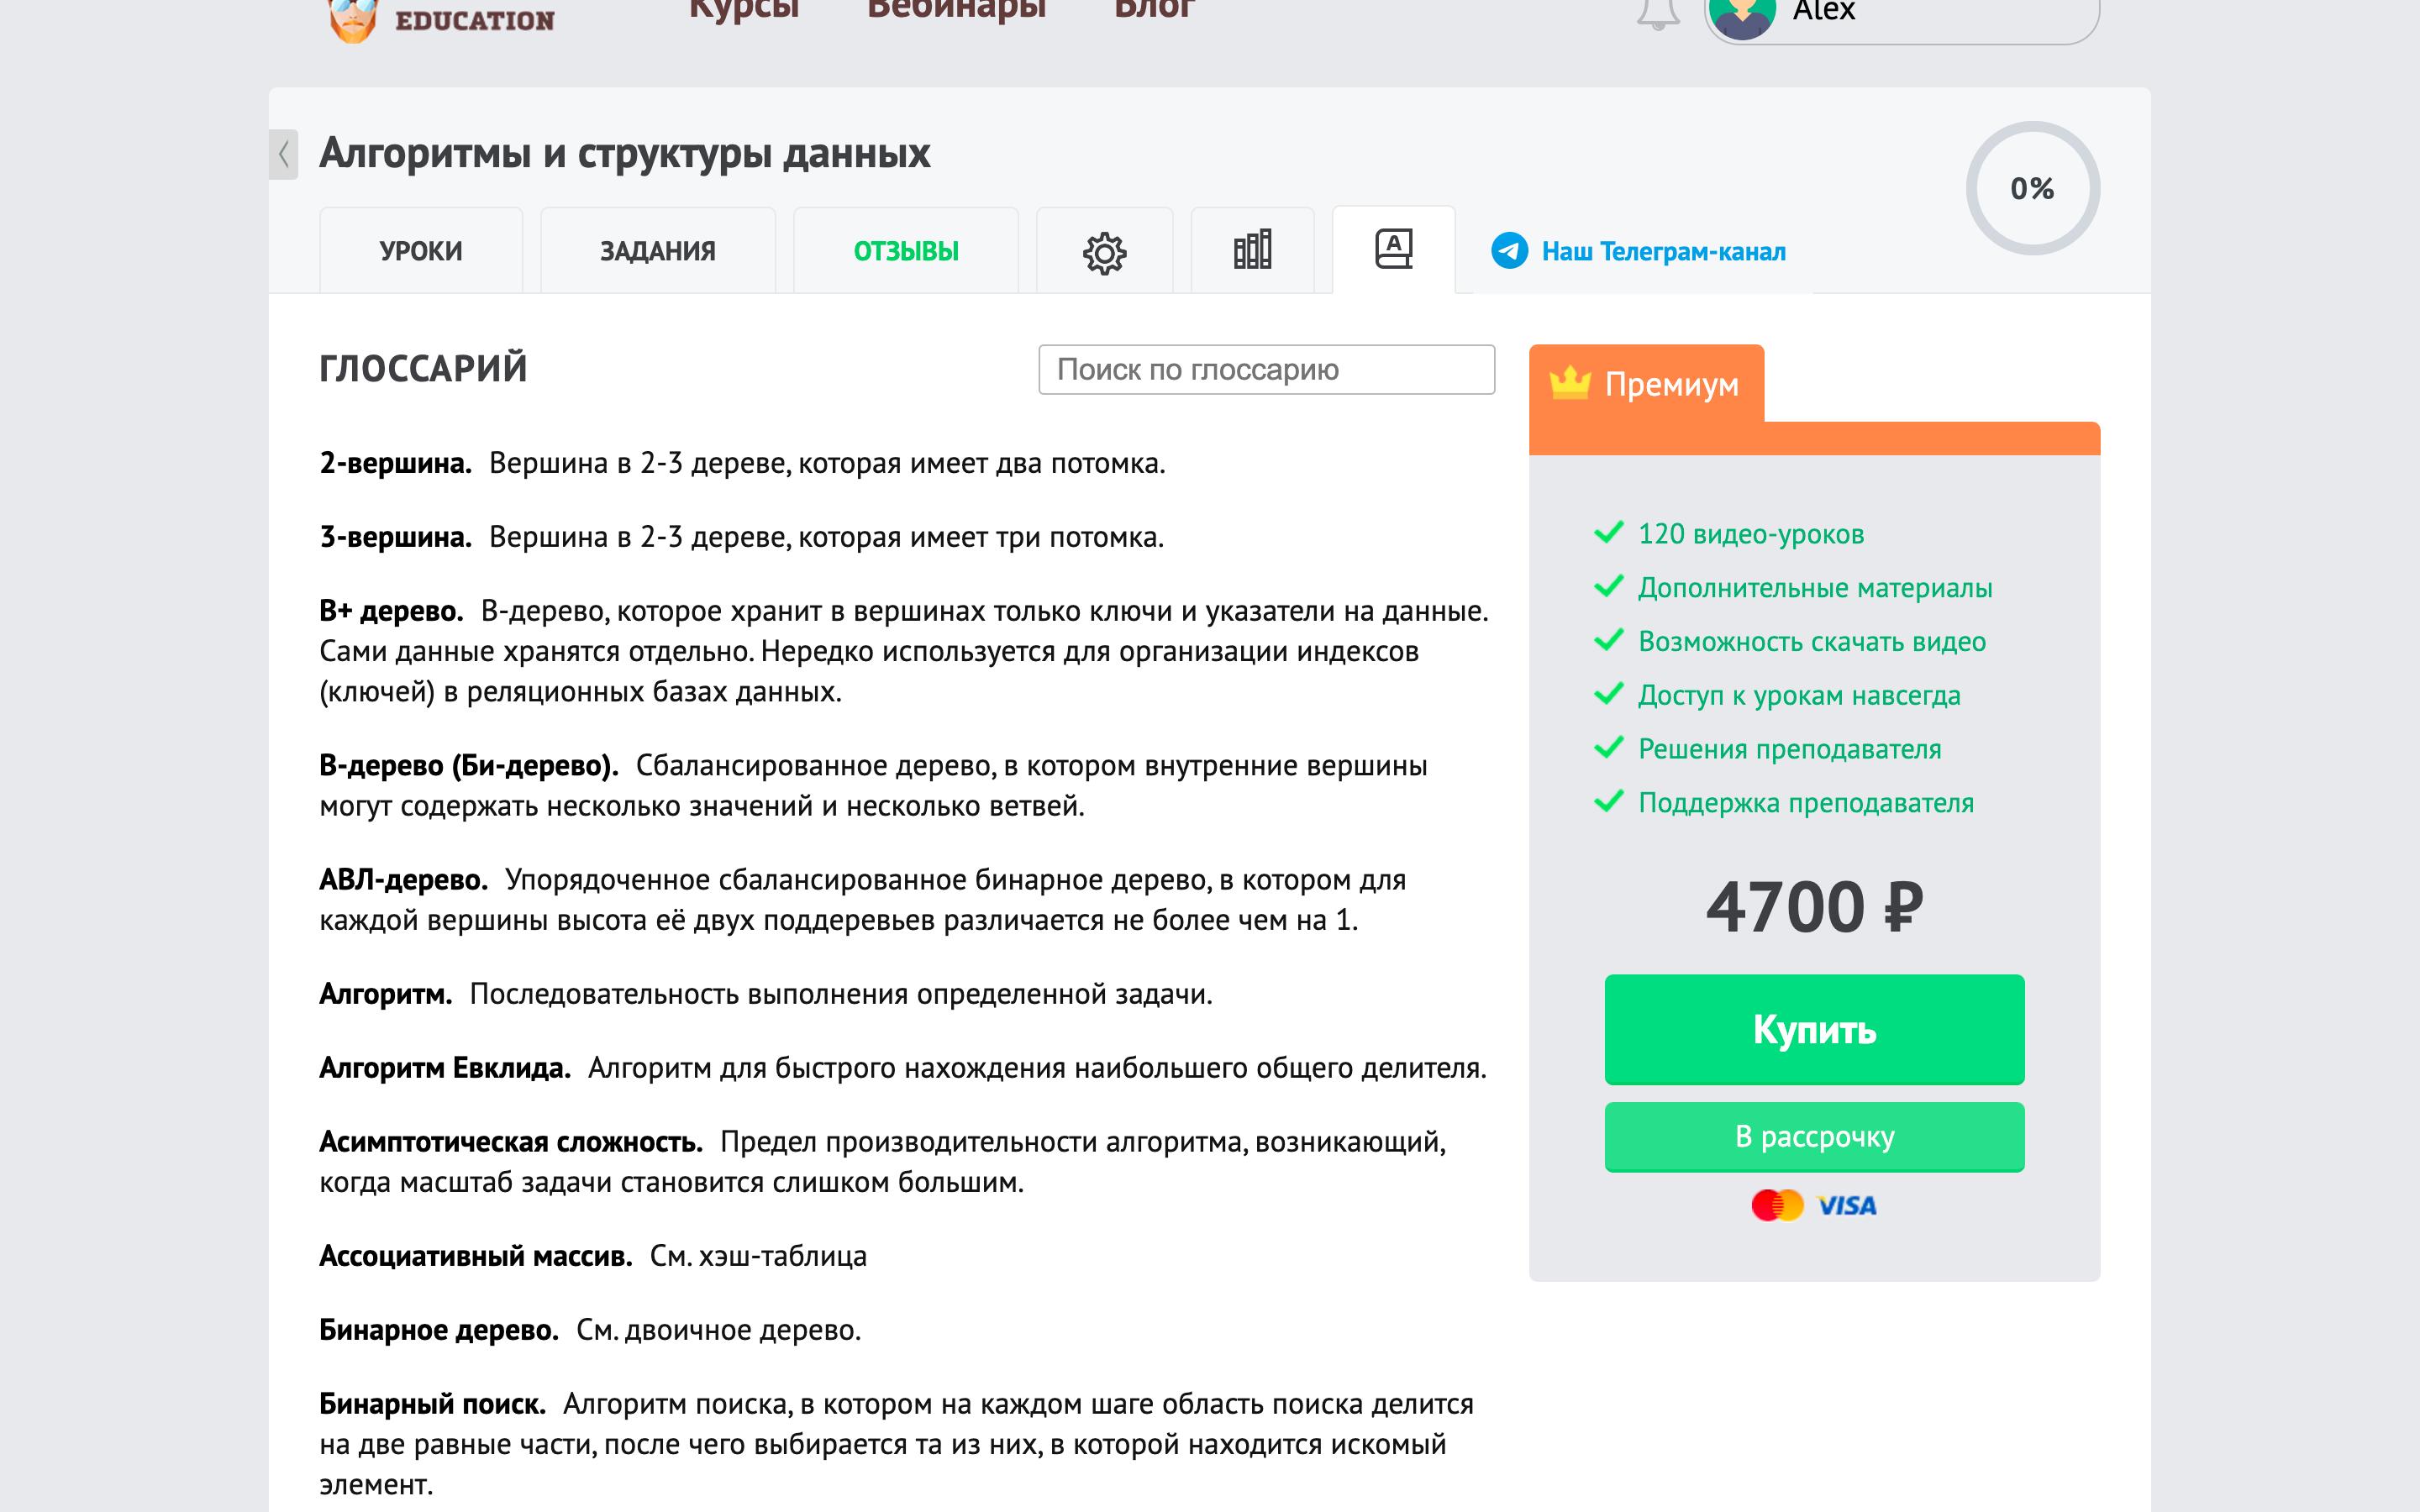 EDUCATION
Курсы
Вебинары
Блог
Alex
Алгоритмы и структуры данных
0%
УРОКИ
ЗАДАНИЯ
ОТЗЫВЫ
A
Наш Телеграм-канал
ГЛОССАРИЙ
Поиск по глоссарию
2-вершина. Вершина в 2-3 дереве, которая имеет два потомка.
3-вершина. Вершина в 2-3 дереве, которая имеет три потомка.
B+ дерево. B-дерево, которое хранит в вершинах только ключи и указатели на данные.
Сами данные хранятся отдельно. Нередко используется для организации индексов
(ключей) в реляционных базах данных.
B-дерево (Би-дерево). Сбалансированное дерево, в котором внутренние вершины
могут содержать несколько значений и несколько ветвей.
АВЛ-дерево. Упорядоченное сбалансированное бинарное дерево, в котором для
каждой вершины высота её двух поддеревьев различается не более чем на 1.
Алгоритм. Последовательность выполнения определенной задачи.
Алгоритм Евклида. Алгоритм для быстрого нахождения наибольшего общего делителя.
Асимптотическая сложность. Предел производительности алгоритма, возникающий,
когда масштаб задачи становится слишком большим.
Ассоциативный массив. См. хэш-таблица
Бинарное дерево. См. двоичное дерево.
Бинарный поиск. Алгоритм поиска, в котором на каждом шаге область поиска делится
на две равные части, после чего выбирается та из них, в которой находится искомый
элемент.
Премиум
120 видео-уроков
Дополнительные материалы
Возможность скачать видео
Доступ к урокам навсегда
Решения преподавателя
Поддержка преподавателя
4700 ₽
Купить
В рассрочку
VISA